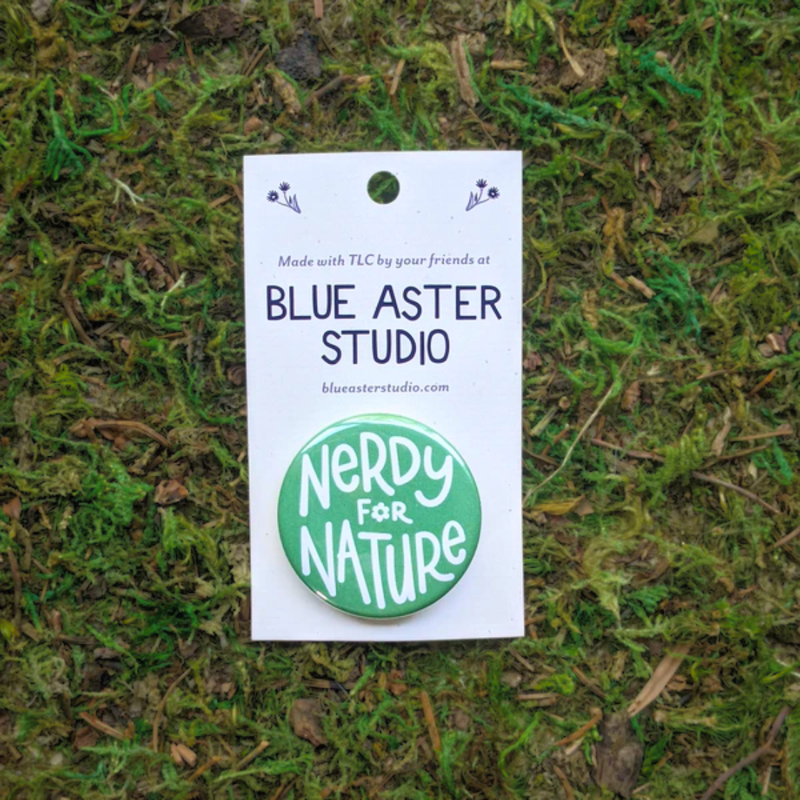 Made with TLC by your friends at
BLUE ASTER
STUDIO
blueasterstudio.com
NeRDy
FOR
NATURe